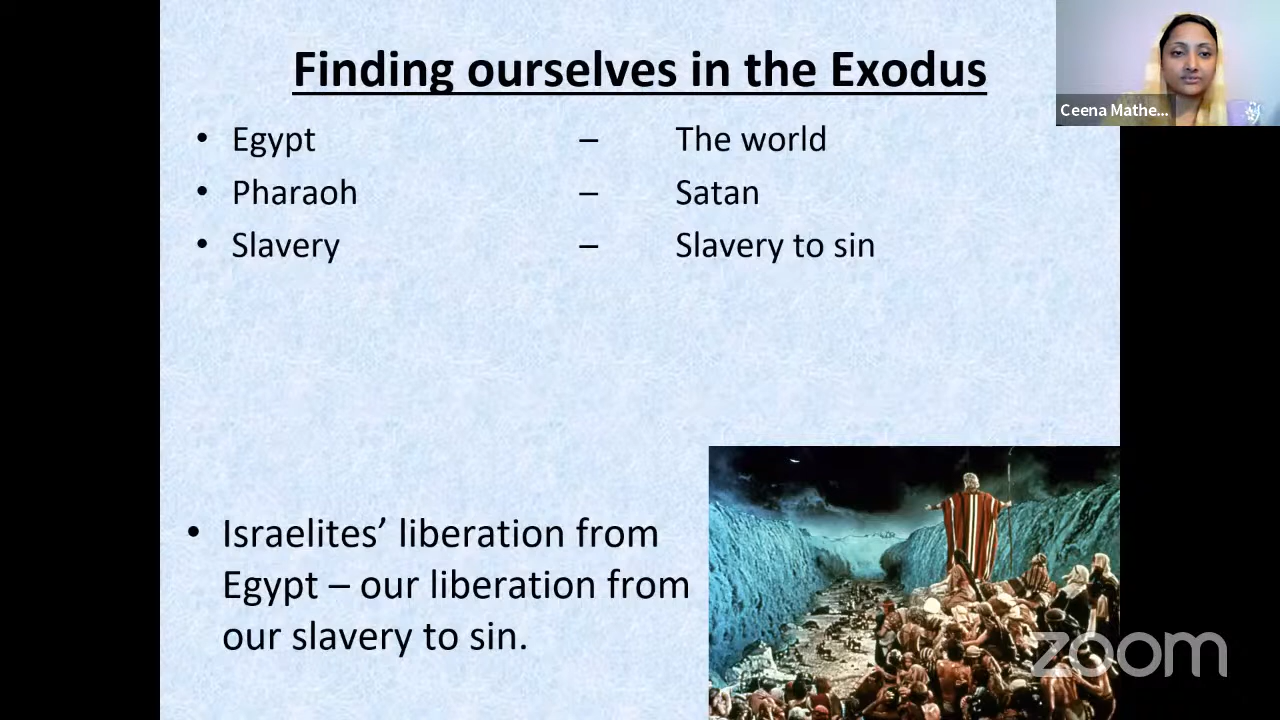 Finding ourselves in the Exodus
Ceena Mathe...
• Egypt – The world
• Pharaoh – Satan
• Slavery – Slavery to sin
• Israelites’ liberation from
Egypt – our liberation from
our slavery to sin.
zoom